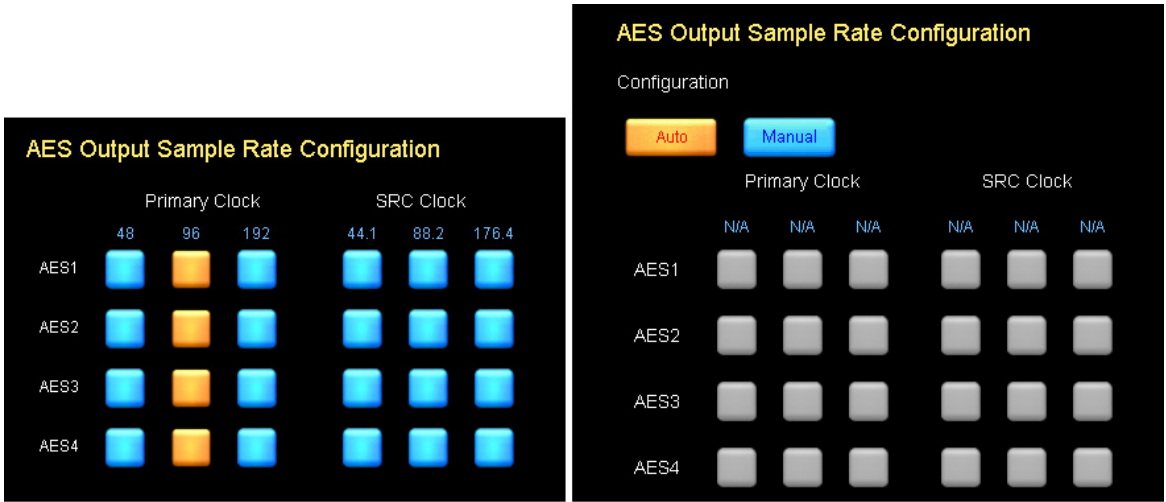 AES Output Sample Rate Configuration
Primary Clock SRC Clock
48 96 192 44.1 88.2 176.4
AES1
AES2
AES3
AES4
AES Output Sample Rate Configuration
Configuration
Auto Manual
Primary Clock SRC Clock
N/A N/A N/A N/A N/A N/A
AES1
AES2
AES3
AES4